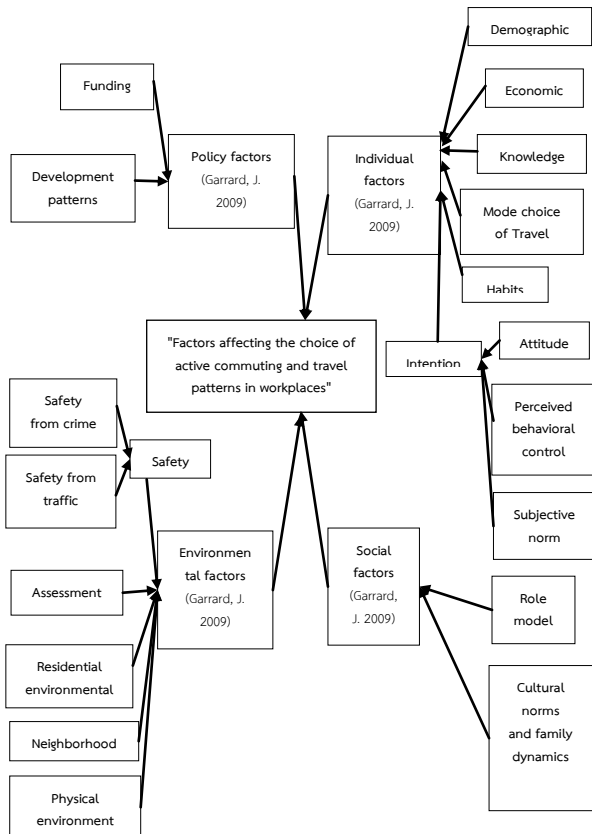 Demographic
Funding
Economic
Policy factors
(Garrard, J.
2009)
Individual
factors
(Garrard, J.
2009)
Knowledge
Development
patterns
Mode choice
of Travel
Habits
"Factors affecting the choice of
active commuting and travel
patterns in workplaces"
Attitude
Intention
Safety
from crime
Perceived
behavioral
control
Safety
Safety from
traffic
Subjective
norm
Environmen
tal factors
(Garrard, J.
2009)
Social
factors
(Garrard,
J. 2009)
Assessment
Role
model
Residential
environmental
Cultural
norms
and family
dynamics
Neighborhood
Physical
environment